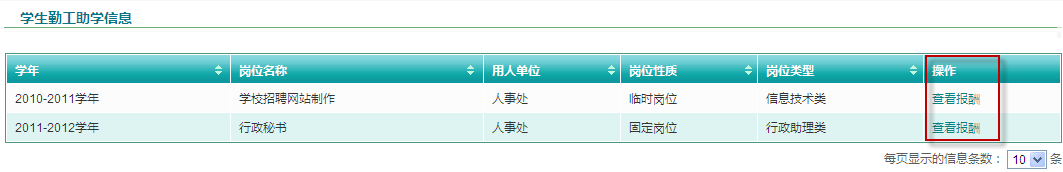 学生勤工助学信息
学年 岗位名称 用人单位 岗位性质 岗位类型 操作
2010-2011学年 学校招聘网站制作 人事处 临时岗位 信息技术类 查看报酬
2011-2012学年 行政秘书 人事处 固定岗位 行政助理类 查看报酬
每页显示的信息条数： 10 条